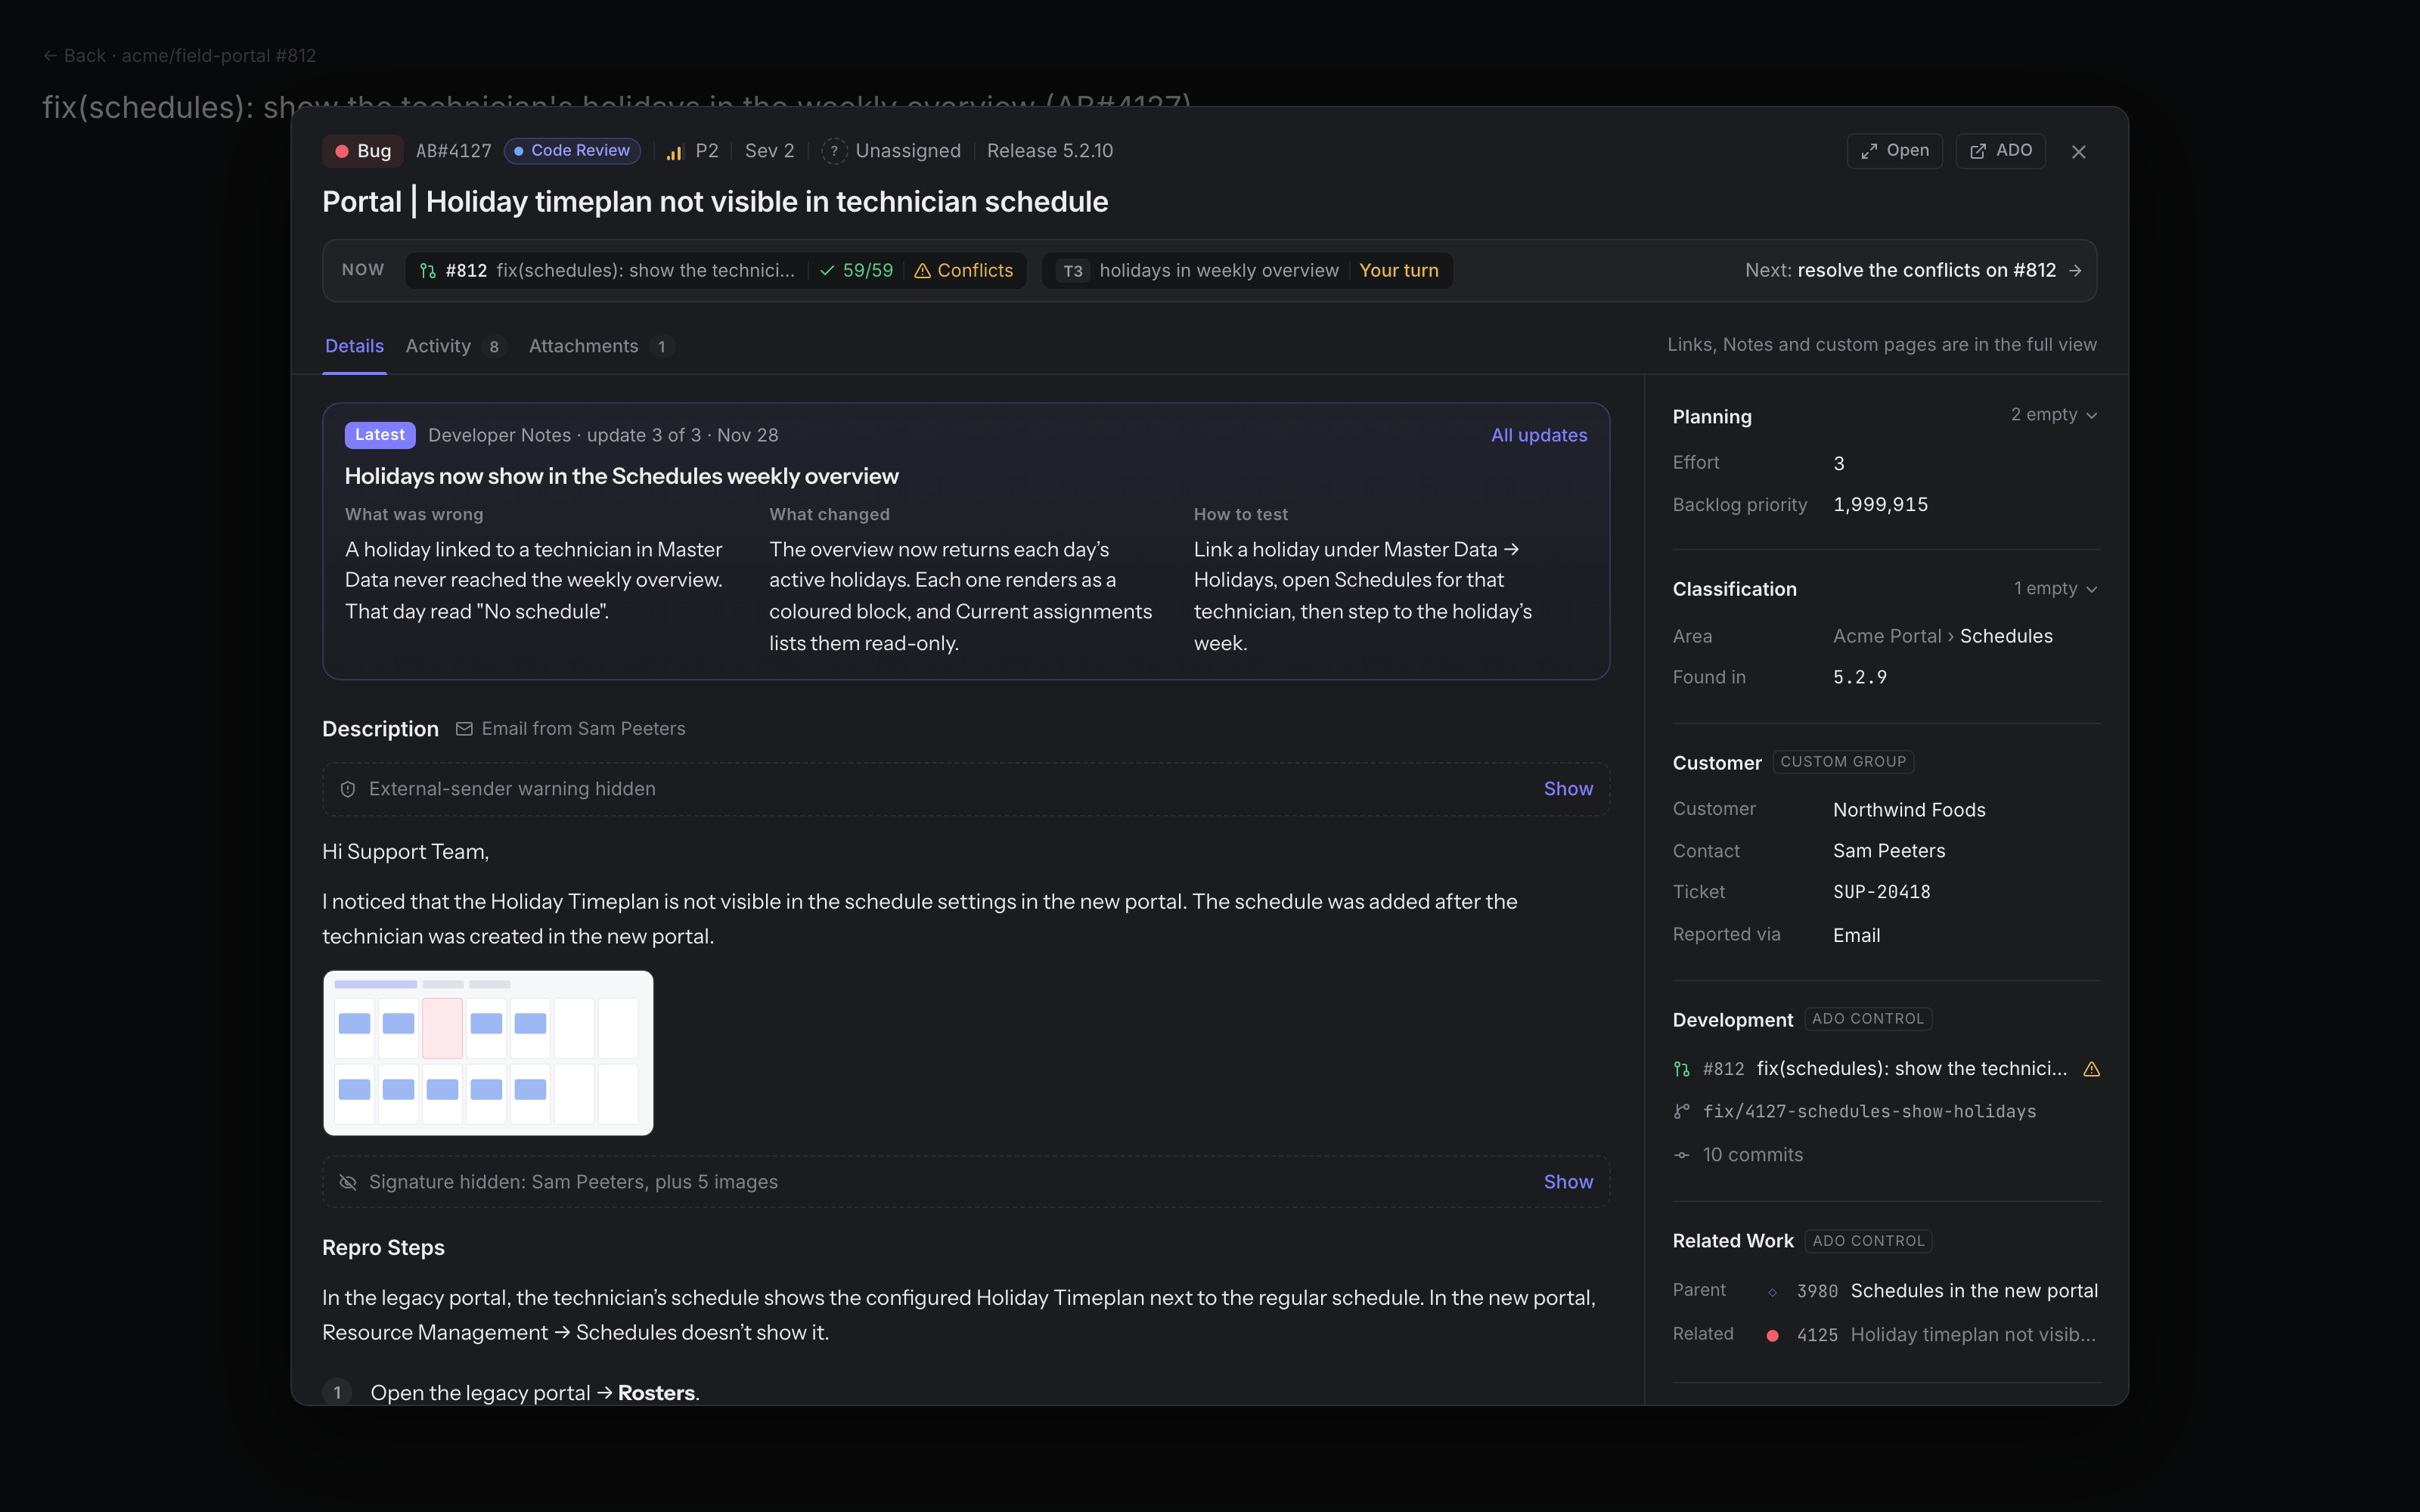 ← Back · acme/field-portal #812
fix(schedules): show the technician's holidays in the weekly overview (AB#4127)
Bug AB#4127 Code Review P2 Sev 2 ? Unassigned Release 5.2.10 Open ADO
Portal | Holiday timeplan not visible in technician schedule
NOW #812 fix(schedules): show the technici... 59/59 Conflicts T3 holidays in weekly overview Your turn Next: resolve the conflicts on #812 →
Details Activity 8 Attachments 1 Links, Notes and custom pages are in the full view
Latest Developer Notes · update 3 of 3 · Nov 28 All updates
Holidays now show in the Schedules weekly overview
What was wrong
A holiday linked to a technician in Master
Data never reached the weekly overview.
That day read "No schedule".
What changed
The overview now returns each day’s
active holidays. Each one renders as a
coloured block, and Current assignments
lists them read-only.
How to test
Link a holiday under Master Data →
Holidays, open Schedules for that
technician, then step to the holiday’s
week.
Description Email from Sam Peeters
External-sender warning hidden Show
Hi Support Team,
I noticed that the Holiday Timeplan is not visible in the schedule settings in the new portal. The schedule was added after the
technician was created in the new portal.
Signature hidden: Sam Peeters, plus 5 images Show
Repro Steps
In the legacy portal, the technician’s schedule shows the configured Holiday Timeplan next to the regular schedule. In the new portal,
Resource Management → Schedules doesn’t show it.
1 Open the legacy portal → Rosters.
Planning 2 empty
Effort 3
Backlog priority 1,999,915
Classification 1 empty
Area Acme Portal › Schedules
Found in 5.2.9
Customer CUSTOM GROUP
Customer Northwind Foods
Contact Sam Peeters
Ticket SUP-20418
Reported via Email
Development ADO CONTROL
#812 fix(schedules): show the technici...
fix/4127-schedules-show-holidays
10 commits
Related Work ADO CONTROL
Parent 3980 Schedules in the new portal
Related 4125 Holiday timeplan not visib...